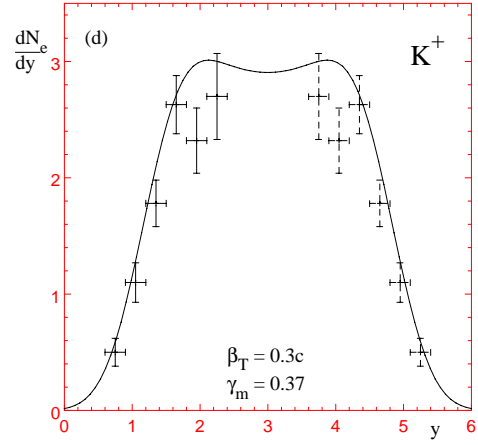 dN_e
dy
(d)
K^+
3
2
1
0
β_T = 0.3c
γ_m = 0.37
0 1 2 3 4 5 6
y